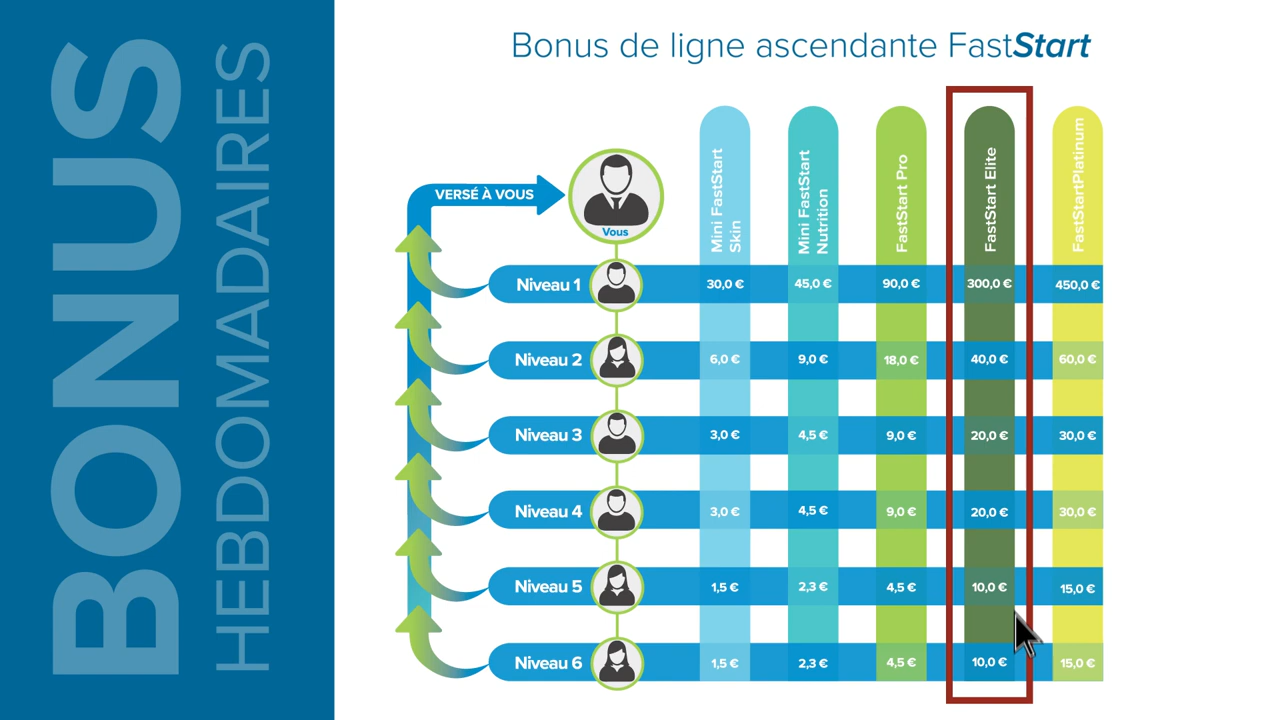 BONUS
HEBDOMADAIRES
Bonus de ligne ascendante FastStart
VERSÉ À VOUS
Vous
Mini FastStart
Skin
Mini FastStart
Nutrition
FastStart Pro
FastStart Elite
FastStartPlatinum
Niveau 1 30,0 € 45,0 € 90,0 € 300,0 € 450,0 €
Niveau 2 6,0 € 9,0 € 18,0 € 40,0 € 60,0 €
Niveau 3 3,0 € 4,5 € 9,0 € 20,0 € 30,0 €
Niveau 4 3,0 € 4,5 € 9,0 € 20,0 € 30,0 €
Niveau 5 1,5 € 2,3 € 4,5 € 10,0 € 15,0 €
Niveau 6 1,5 € 2,3 € 4,5 € 10,0 € 15,0 €